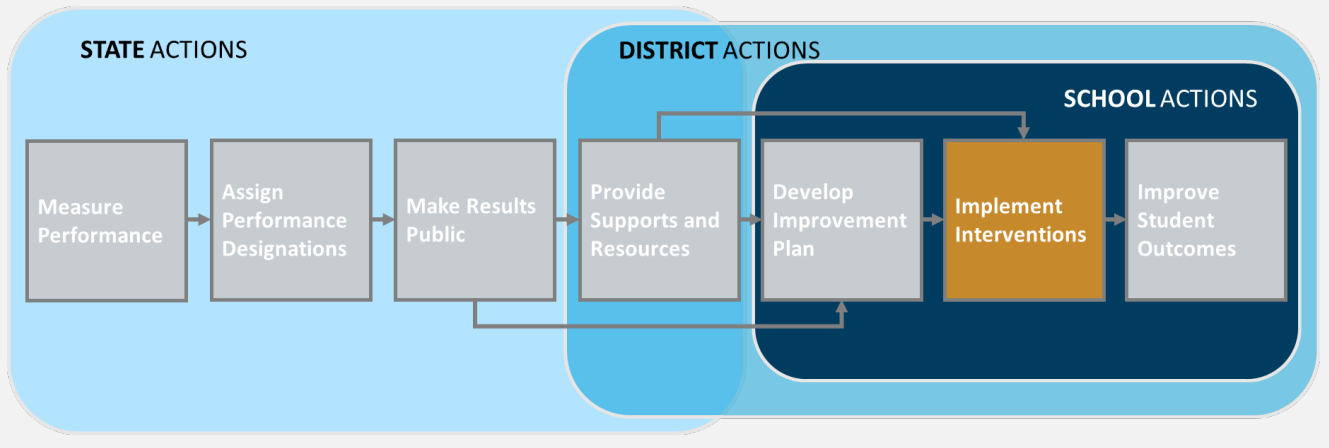 STATE ACTIONS
DISTRICT ACTIONS
SCHOOL ACTIONS
Measure
Performance
Assign
Performance
Designations
Make Results
Public
Provide
Supports and
Resources
Develop
Improvement
Plan
Implement
Interventions
Improve
Student
Outcomes